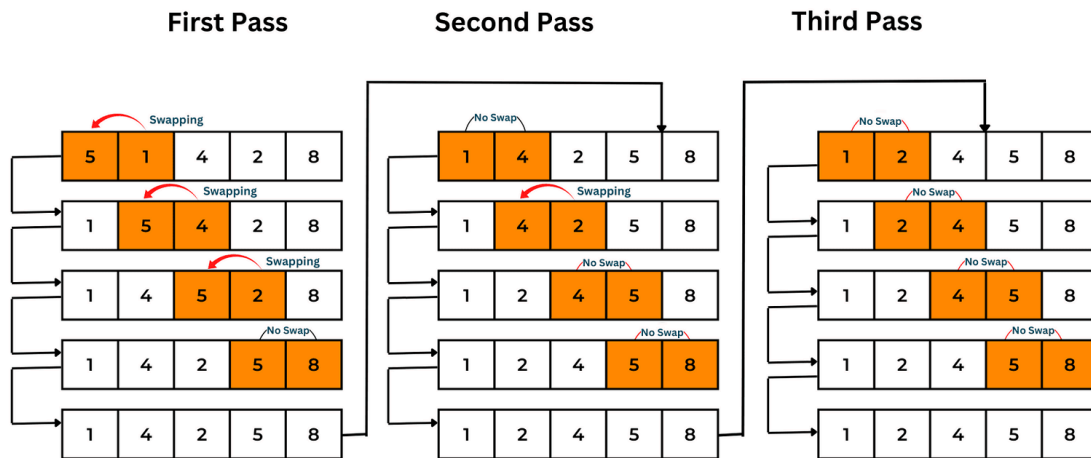 First Pass
Swapping
5 1 4 2 8
Swapping
1 5 4 2 8
Swapping
1 4 5 2 8
No Swap
1 4 2 5 8
1 4 2 5 8
Second Pass
No Swap
1 4 2 5 8
Swapping
1 4 2 5 8
No Swap
1 2 4 5 8
No Swap
1 2 4 5 8
1 2 4 5 8
Third Pass
No Swap
1 2 4 5 8
No Swap
1 2 4 5 8
No Swap
1 2 4 5 8
No Swap
1 2 4 5 8
1 2 4 5 8